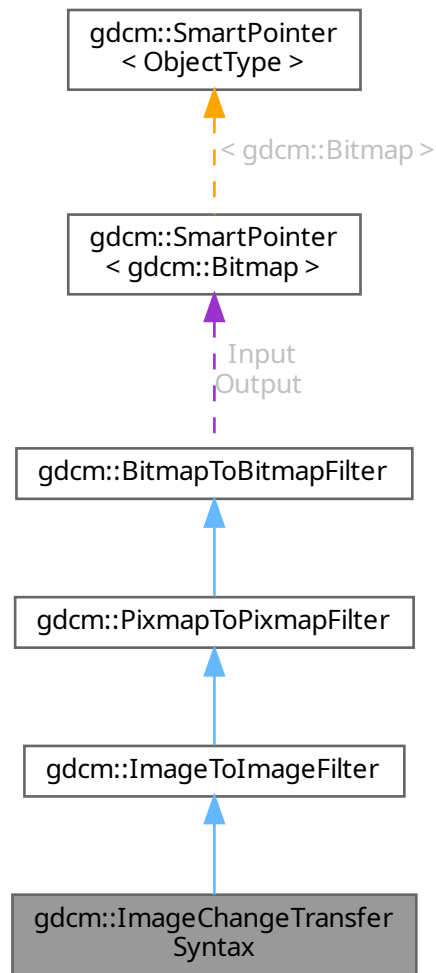 gdcm::SmartPointer
< ObjectType >
< gdcm::Bitmap >
gdcm::SmartPointer
< gdcm::Bitmap >
Input
Output
gdcm::BitmapToBitmapFilter
gdcm::PixmapToPixmapFilter
gdcm::ImageToImageFilter
gdcm::ImageChangeTransfer
Syntax